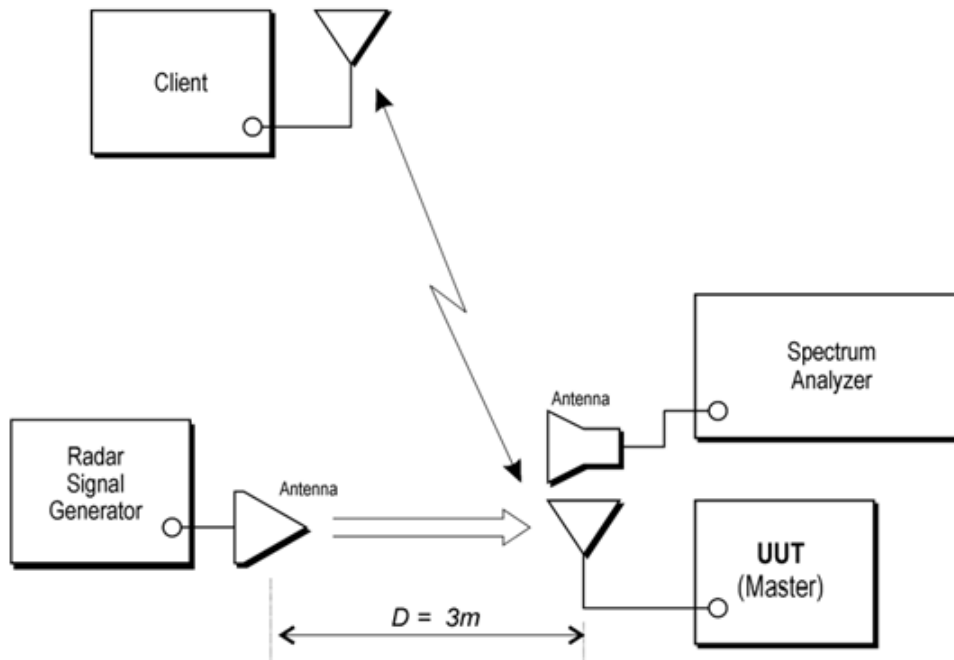 Client
Spectrum
Analyzer
Antenna
Radar
Signal
Generator
Antenna
UUT
(Master)
D = 3m